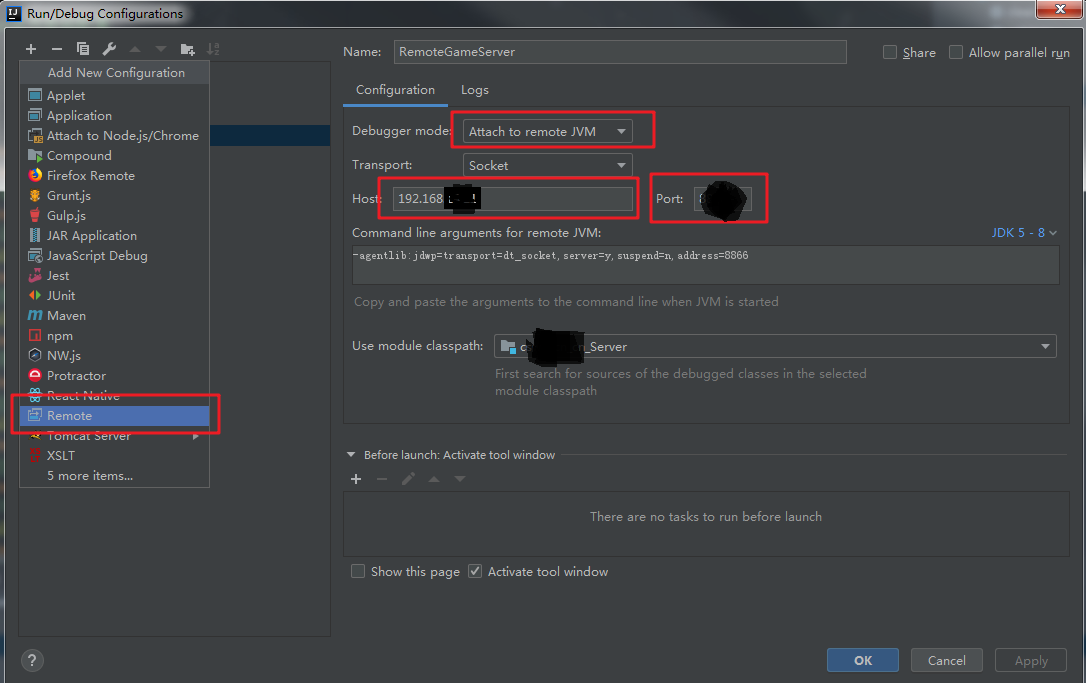 Run/Debug Configurations
Add New Configuration
Applet
Application
Attach to Node.js/Chrome
Compound
Firefox Remote
Grunt.js
Gulp.js
JAR Application
JavaScript Debug
Jest
JUnit
Maven
npm
NW.js
Protractor
React Native
Remote
Tomcat Server
XSLT
5 more items...
Name: RemoteGameServer
Share
Allow parallel run
Configuration Logs
Debugger mode: Attach to remote JVM
Transport: Socket
Host: 192.168
Port:
Command line arguments for remote JVM: JDK 5 - 8
-agentlib:jdwp=transport=dt_socket,server=y,suspend=n,address=8866
Copy and paste the arguments to the command line when JVM is started
Use module classpath: _Server
First search for sources of the debugged classes in the selected
module classpath
Before launch: Activate tool window
There are no tasks to run before launch
Show this page Activate tool window
? OK Cancel Apply